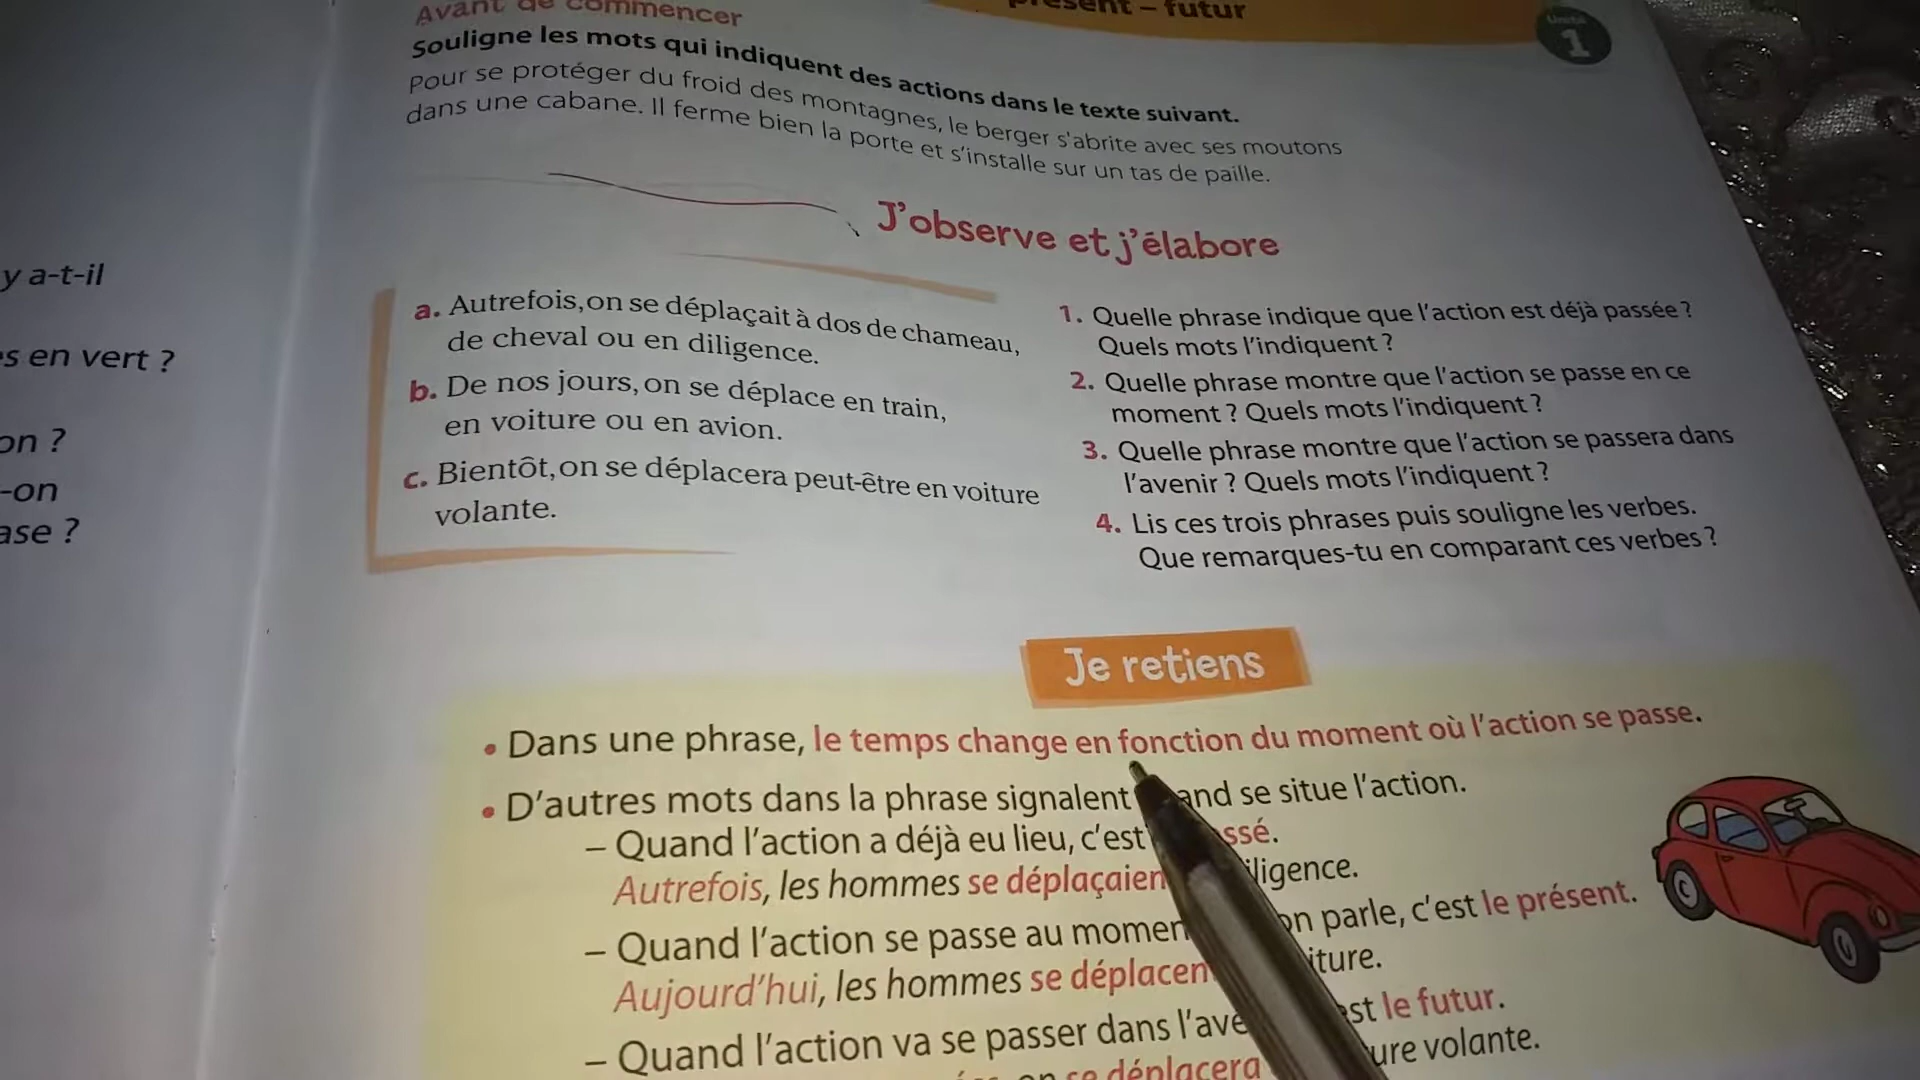 Avant de commencer
présent – futur
Unité
1
Souligne les mots qui indiquent des actions dans le texte suivant.
Pour se protéger du froid des montagnes, le berger s'abrite avec ses moutons
dans une cabane. Il ferme bien la porte et s'installe sur un tas de paille.
J'observe et j'élabore
a. Autrefois, on se déplaçait à dos de chameau,
de cheval ou en diligence.
b. De nos jours, on se déplace en train,
en voiture ou en avion.
c. Bientôt, on se déplacera peut-être en voiture
volante.
1. Quelle phrase indique que l'action est déjà passée ?
Quels mots l'indiquent ?
2. Quelle phrase montre que l'action se passe en ce
moment ? Quels mots l'indiquent ?
3. Quelle phrase montre que l'action se passera dans
l'avenir ? Quels mots l'indiquent ?
4. Lis ces trois phrases puis souligne les verbes.
Que remarques-tu en comparant ces verbes ?
y a-t-il
en vert ?
on ?
-on
ase ?
Je retiens
• Dans une phrase, le temps change en fonction du moment où l'action se passe.
• D'autres mots dans la phrase signalent and se situe l'action.
– Quand l'action a déjà eu lieu, c'est ssé.
Autrefois, les hommes se déplaçaien iligence.
– Quand l'action se passe au momen on parle, c'est le présent.
Aujourd'hui, les hommes se déplacen iture.
– Quand l'action va se passer dans l'ave est le futur.
on se déplacera ure volante.